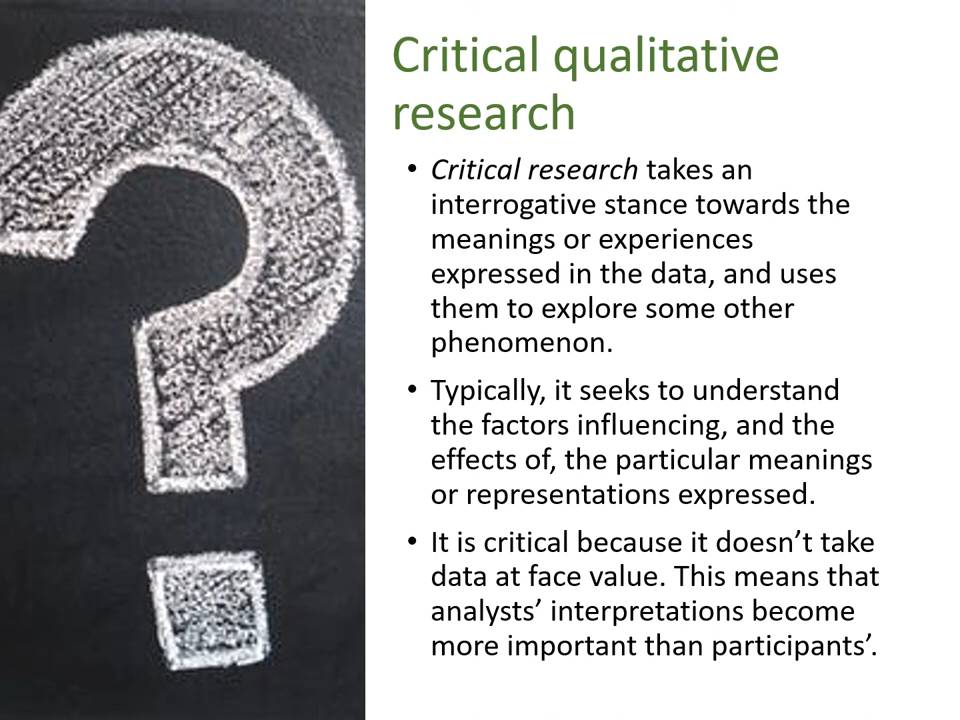 Critical qualitative
research
• Critical research takes an
interrogative stance towards the
meanings or experiences
expressed in the data, and uses
them to explore some other
phenomenon.
• Typically, it seeks to understand
the factors influencing, and the
effects of, the particular meanings
or representations expressed.
• It is critical because it doesn’t take
data at face value. This means that
analysts’ interpretations become
more important than participants’.